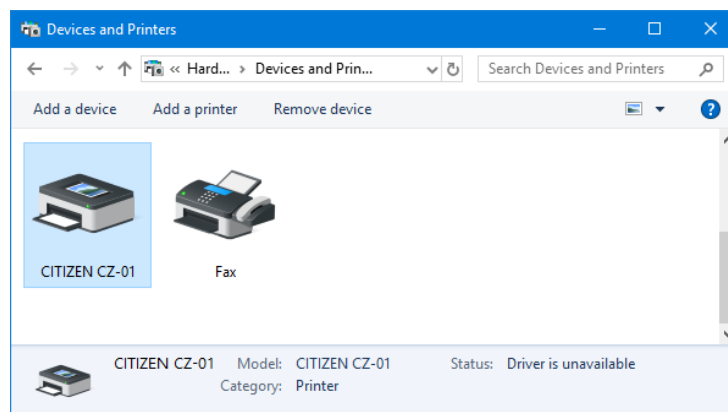 Devices and Printers
« Hard... › Devices and Prin... Search Devices and Printers
Add a device Add a printer Remove device ?
CITIZEN CZ-01 Fax
CITIZEN CZ-01 Model: CITIZEN CZ-01 Status: Driver is unavailable
Category: Printer